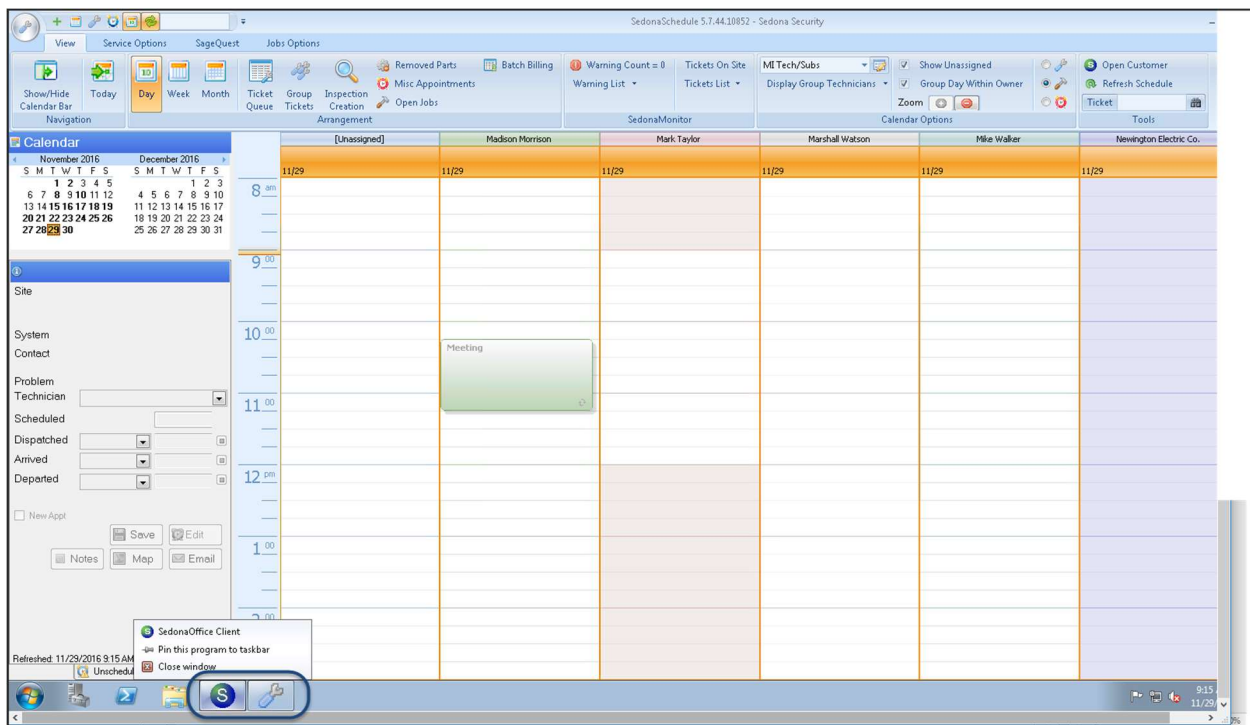 SedonaSchedule 5.7.44.10852 - Sedona Security
View Service Options SageQuest Jobs Options
Show/Hide Calendar Bar
Today
Navigation
Day Week Month
Ticket Queue
Group Tickets
Inspection Creation
Removed Parts
Misc Appointments
Open Jobs
Batch Billing
Arrangement
Warning Count = 0
Warning List
Tickets On Site
Tickets List
SedonaMonitor
MI Tech/Subs
Display Group Technicians
Show Unassigned
Group Day Within Owner
Zoom
Calendar Options
Open Customer
Refresh Schedule
Ticket
Tools
Calendar
November 2016 December 2016
S M T W T F S S M T W T F S
1 2 3 4 5 1 2 3
6 7 8 9 10 11 12 4 5 6 7 8 9 10
13 14 15 16 17 18 19 11 12 13 14 15 16 17
20 21 22 23 24 25 26 18 19 20 21 22 23 24
27 28 29 30 25 26 27 28 29 30 31
[Unassigned] Madison Morrison Mark Taylor Marshall Watson Mike Walker Newington Electric Co.
11/29 11/29 11/29 11/29 11/29 11/29
8 am
9 00
10 00
11 00
12 pm
1 00
Meeting
Site
System
Contact
Problem
Technician
Scheduled
Dispatched
Arrived
Departed
New Appt
Save Edit
Notes Map Email
SedonaOffice Client
Pin this program to taskbar
Close window
Refreshed: 11/29/2016 9:15 AM
Unschedul
S
9:15
11/29/